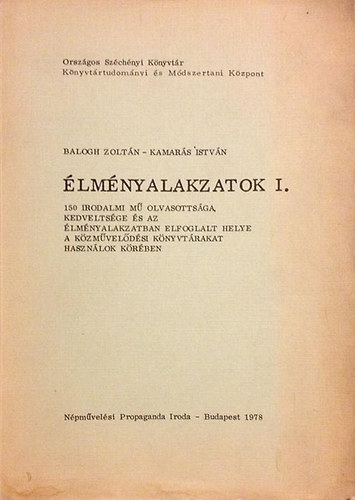 Országos Széchényi Könyvtár
Könyvtártudományi és Módszertani Központ
BALOGH ZOLTÁN - KAMARÁS ISTVÁN
ÉLMÉNYALAKZATOK I.
150 IRODALMI MŰ OLVASOTTSÁGA,
KEDVELTSÉGE ÉS AZ
ÉLMÉNYALAKZATBAN ELFOGLALT HELYE
A KÖZMŰVELŐDÉSI KÖNYVTÁRAKAT
HASZNÁLOK KÖRÉBEN
Népművelési Propaganda Iroda - Budapest 1978